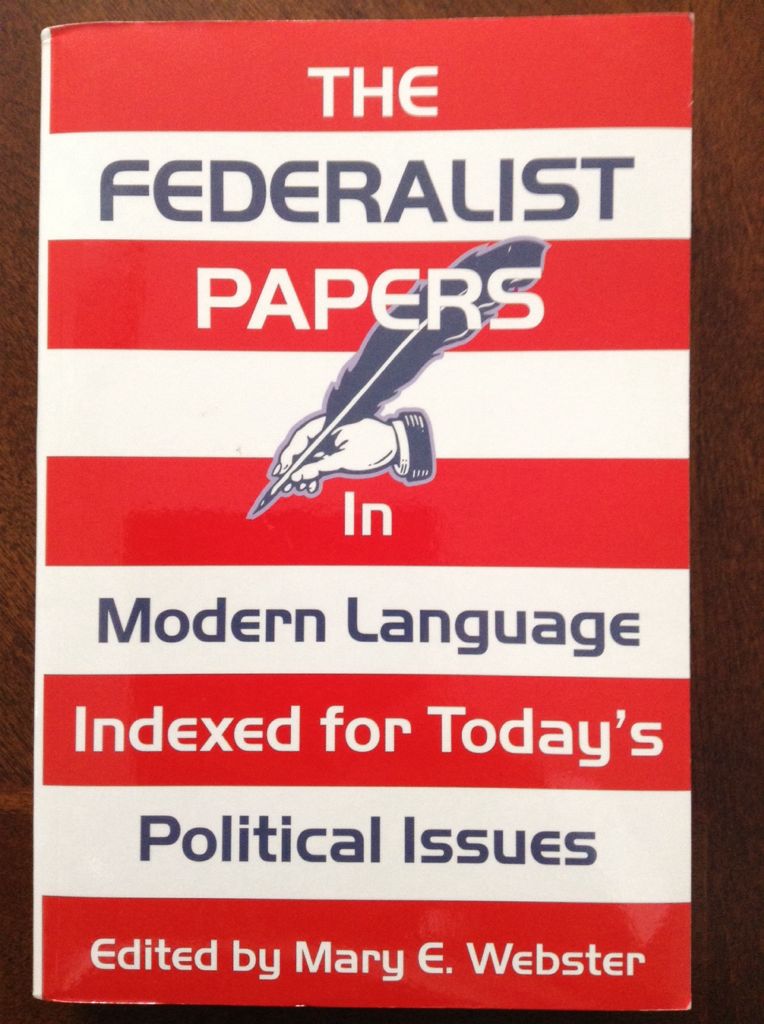 THE
FEDERALIST
PAPERS
In
Modern Language
Indexed for Today's
Political Issues
Edited by Mary E. Webster